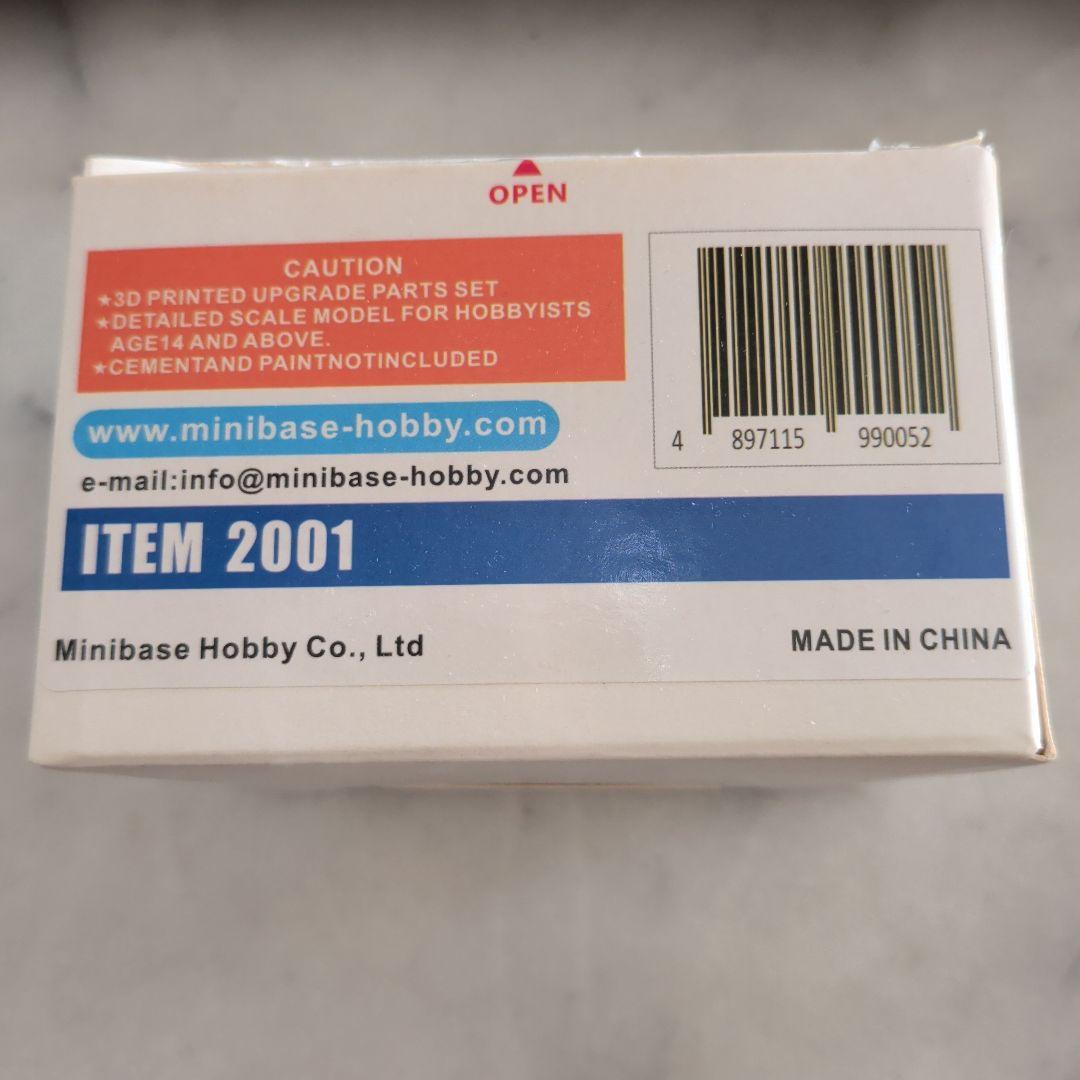 OPEN
CAUTION
★3D PRINTED UPGRADE PARTS SET
★DETAILED SCALE MODEL FOR HOBBYISTS
AGE14 AND ABOVE.
★CEMENTAND PAINTNOTINCLUDED
www.minibase-hobby.com
e-mail:info@minibase-hobby.com
4 897115 990052
ITEM 2001
Minibase Hobby Co., Ltd
MADE IN CHINA